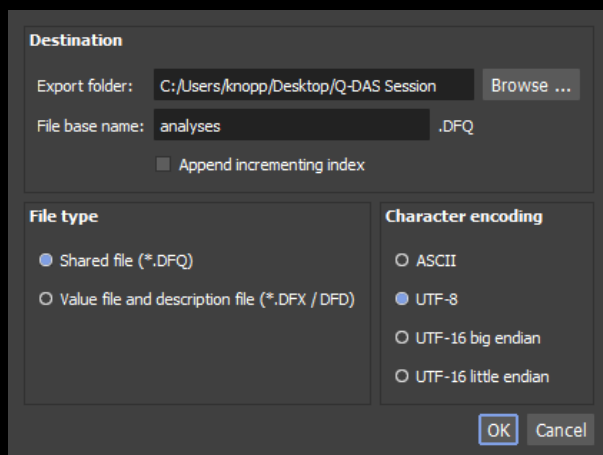 Destination
Export folder: C:/Users/knopp/Desktop/Q-DAS Session Browse ...
File base name: analyses .DFQ
Append incrementing index
File type
Shared file (*.DFQ)
Value file and description file (*.DFX / DFD)
Character encoding
ASCII
UTF-8
UTF-16 big endian
UTF-16 little endian
OK Cancel